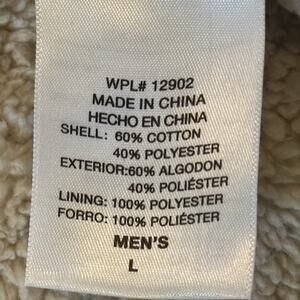 WPL# 12902
MADE IN CHINA
HECHO EN CHINA
SHELL: 60% COTTON
40% POLYESTER
EXTERIOR:60% ALGODON
40% POLIÉSTER
LINING: 100% POLYESTER
FORRO: 100% POLIÉSTER
MEN'S
L